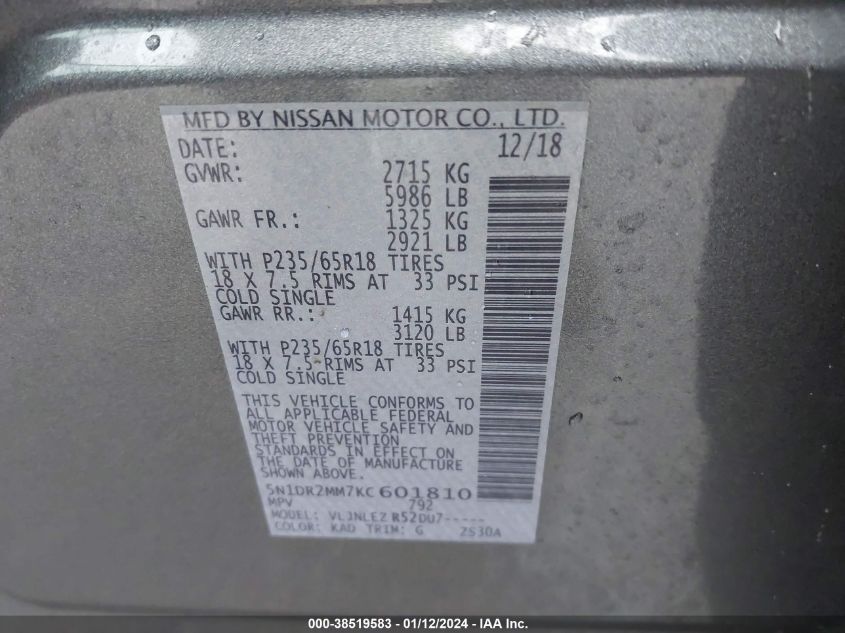 MFD BY NISSAN MOTOR CO., LTD.
DATE: 12/18
GVWR: 2715 KG
5986 LB
GAWR FR.: 1325 KG
2921 LB
WITH P235/65R18 TIRES
18 X 7.5 RIMS AT 33 PSI
COLD SINGLE
GAWR RR.: 1415 KG
3120 LB
WITH P235/65R18 TIRES
18 X 7.5 RIMS AT 33 PSI
COLD SINGLE
THIS VEHICLE CONFORMS TO
ALL APPLICABLE FEDERAL
MOTOR VEHICLE SAFETY AND
THEFT PREVENTION
STANDARDS IN EFFECT ON
THE DATE OF MANUFACTURE
SHOWN ABOVE.
5N1DR2MM7KC601810
MPV 792
MODEL: VLJNLEZ R52DU7-----
COLOR: KAD TRIM: G ZS30A
000-38519583 - 01/12/2024 - IAA Inc.